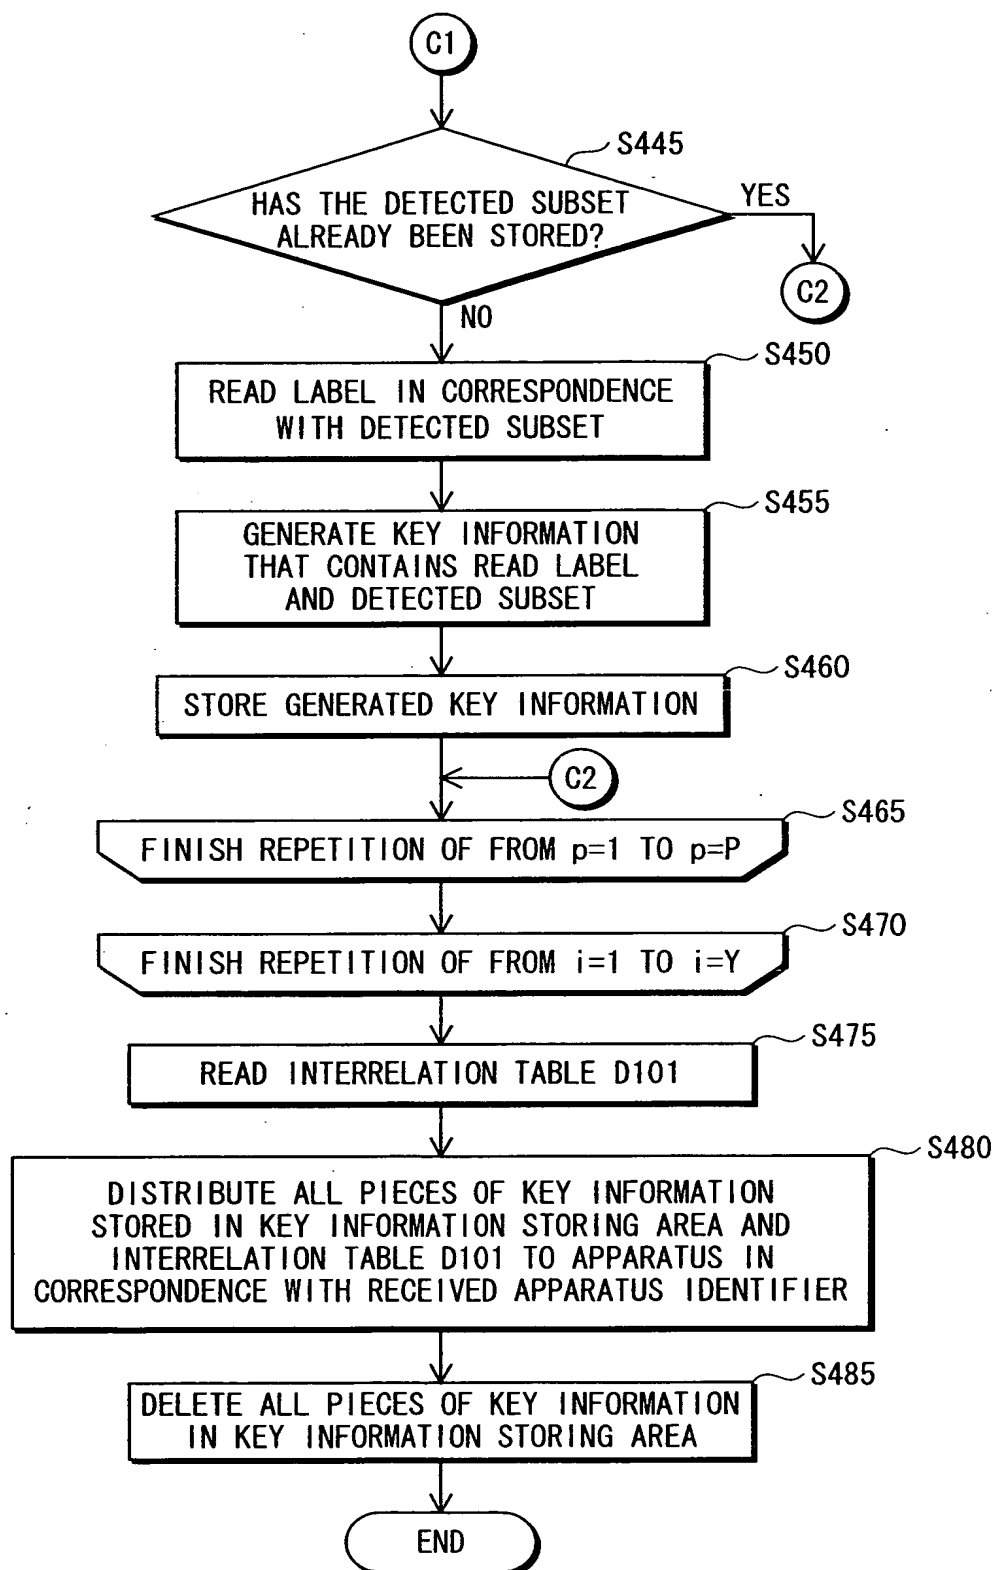 C1
S445
HAS THE DETECTED SUBSET
ALREADY BEEN STORED?
YES
C2
NO
S450
READ LABEL IN CORRESPONDENCE
WITH DETECTED SUBSET
S455
GENERATE KEY INFORMATION
THAT CONTAINS READ LABEL
AND DETECTED SUBSET
S460
STORE GENERATED KEY INFORMATION
C2
S465
FINISH REPETITION OF FROM p=1 TO p=P
S470
FINISH REPETITION OF FROM i=1 TO i=Y
S475
READ INTERRELATION TABLE D101
S480
DISTRIBUTE ALL PIECES OF KEY INFORMATION
STORED IN KEY INFORMATION STORING AREA AND
INTERRELATION TABLE D101 TO APPARATUS IN
CORRESPONDENCE WITH RECEIVED APPARATUS IDENTIFIER
S485
DELETE ALL PIECES OF KEY INFORMATION
IN KEY INFORMATION STORING AREA
END